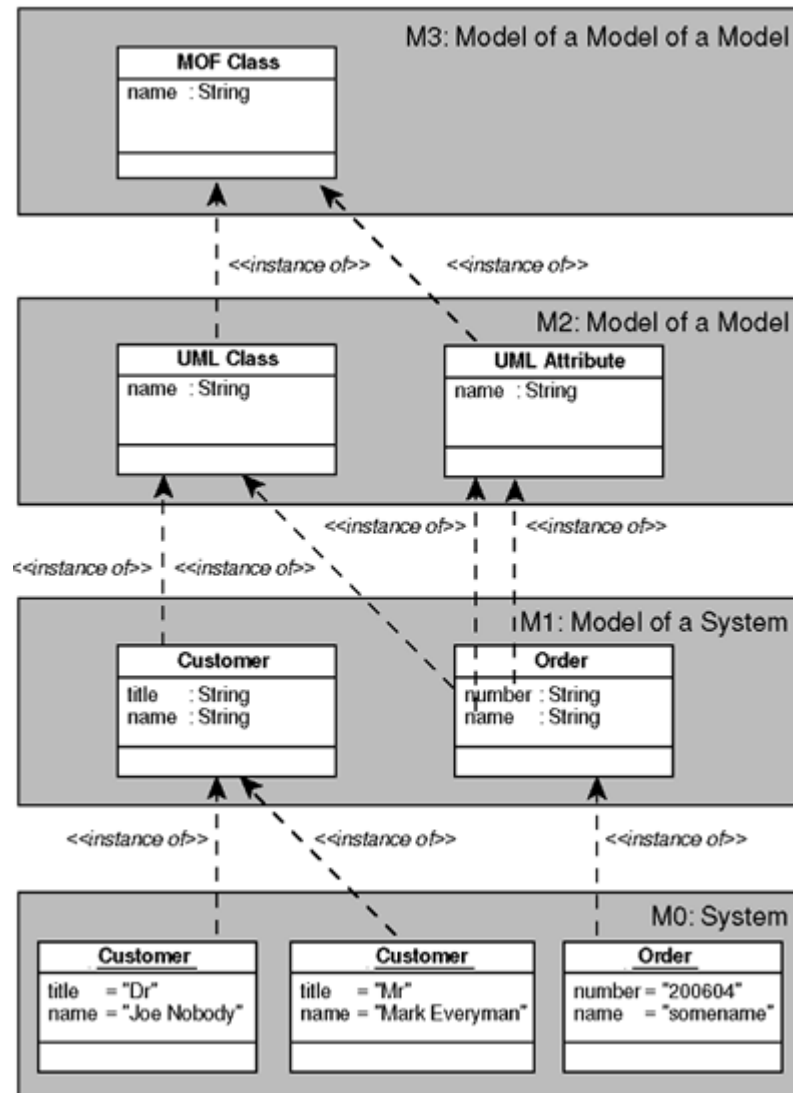 M3: Model of a Model of a Model
MOF Class
name : String
<<instance of>> <<instance of>>
M2: Model of a Model
UML Class UML Attribute
name : String name : String
<<instance of>> <<instance of>>
<<instance of>> <<instance of>>
M1: Model of a System
Customer Order
title : String number : String
name : String name : String
<<instance of>> <<instance of>> <<instance of>>
M0: System
Customer Customer Order
title = "Dr" title = "Mr" number = "200604"
name = "Joe Nobody" name = "Mark Everyman" name = "somename"